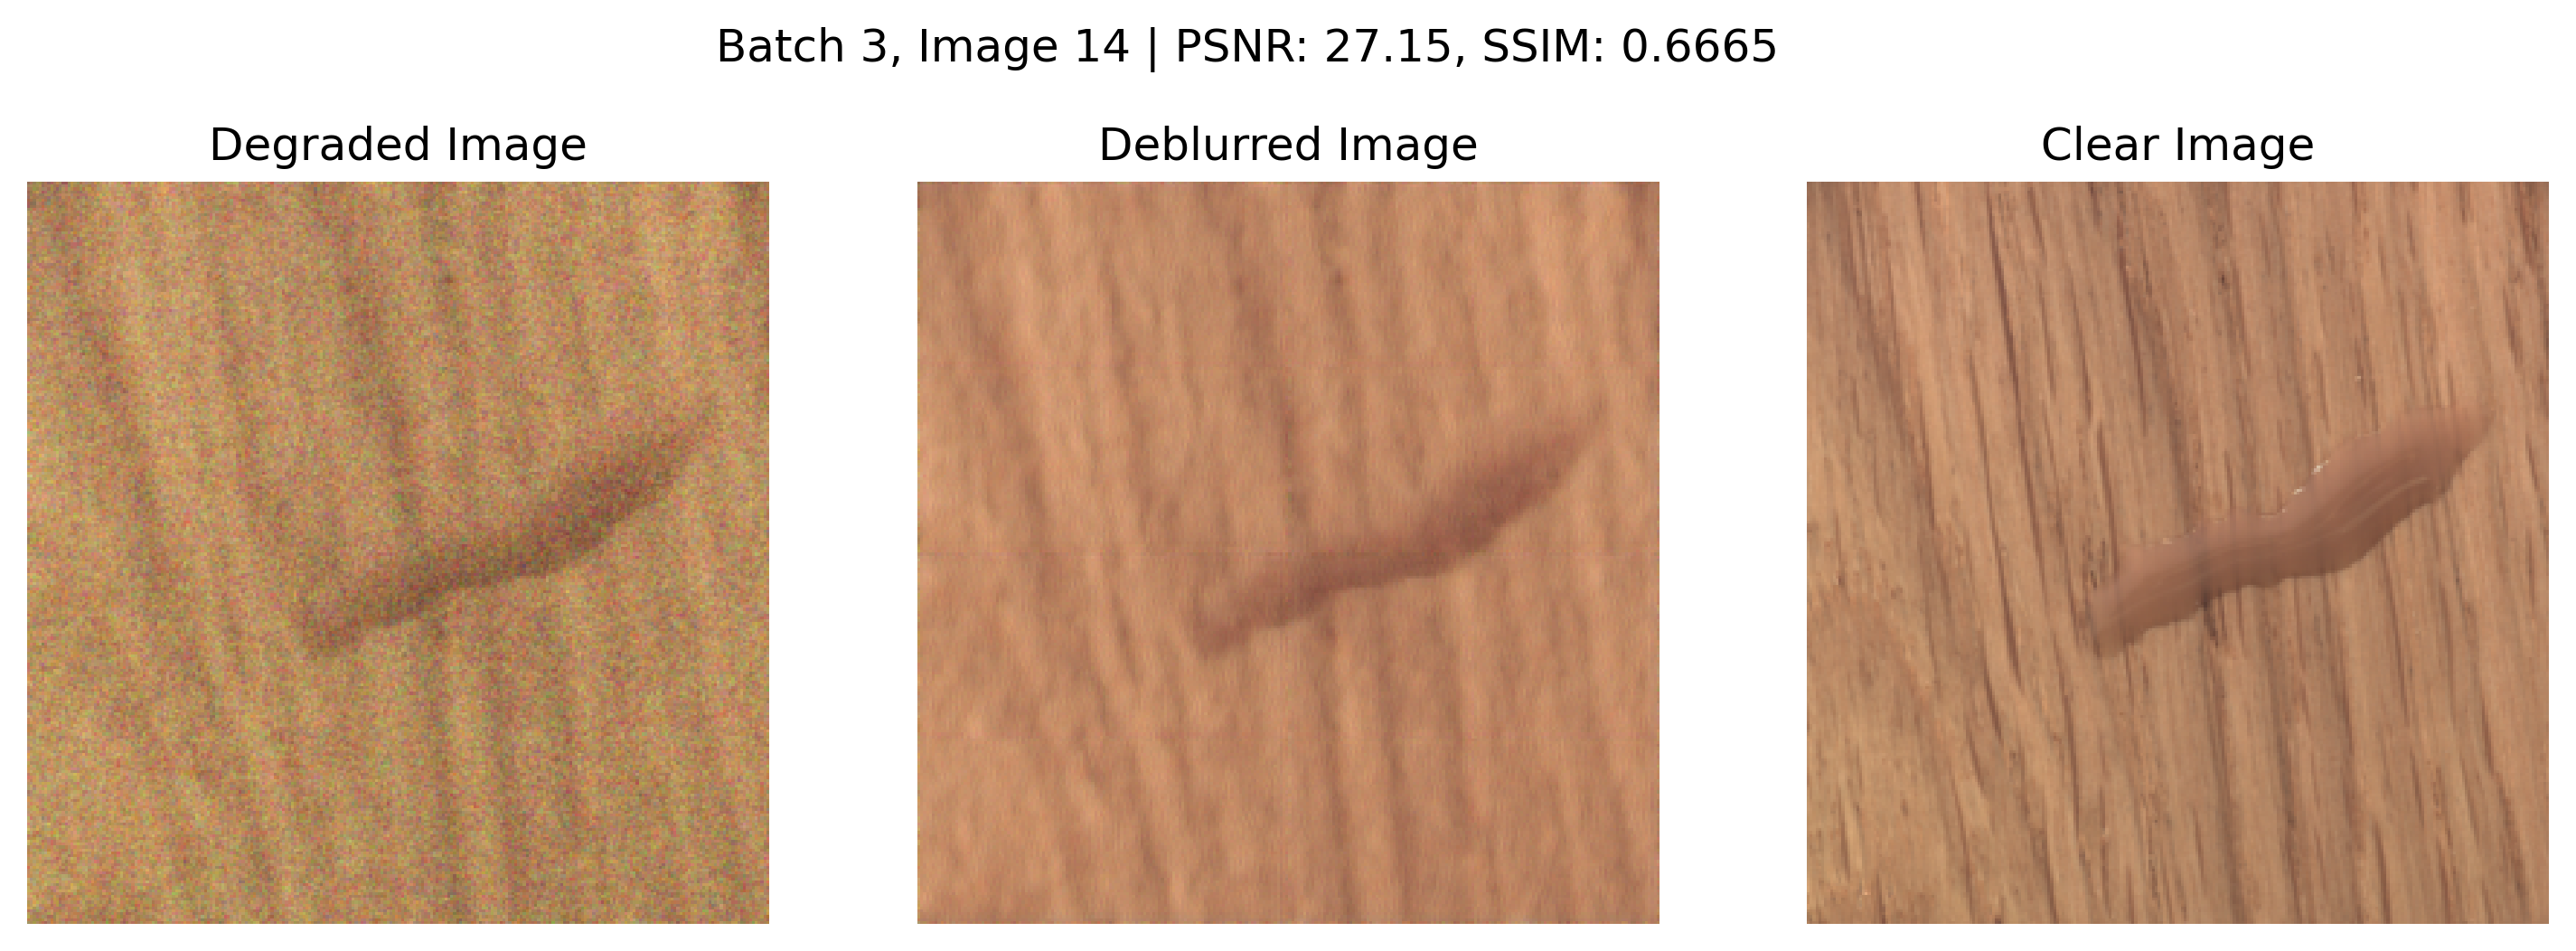 Batch 3, Image 14 | PSNR: 27.15, SSIM: 0.6665
Degraded Image
Deblurred Image
Clear Image